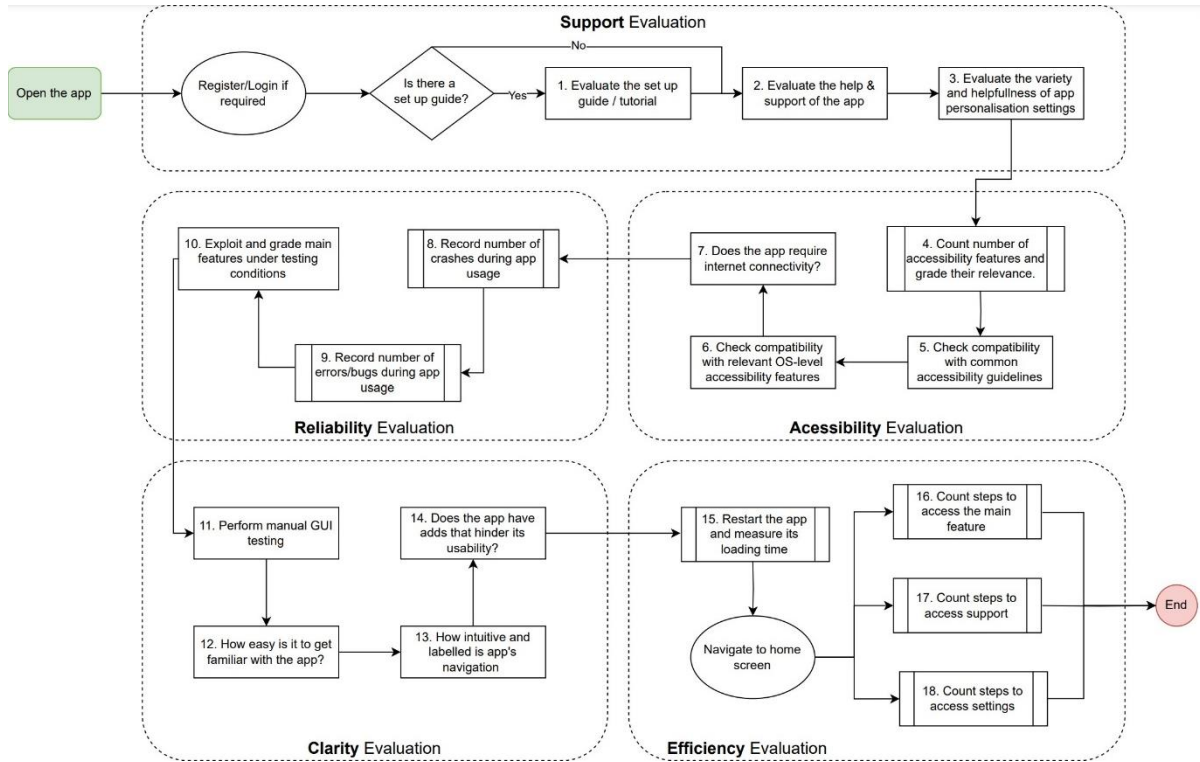 Support Evaluation
Open the app
Register/Login if
required
Is there a
set up guide?
No
Yes
1. Evaluate the set up
guide / tutorial
2. Evaluate the help &
support of the app
3. Evaluate the variety
and helpfullness of app
personalisation settings
4. Count number of
accessibility features and
grade their relevance.
5. Check compatibility
with common
accessibility guidelines
6. Check compatibility
with relevant OS-level
accessibility features
7. Does the app require
internet connectivity?
Acessibility Evaluation
8. Record number of
crashes during app
usage
9. Record number of
errors/bugs during app
usage
10. Exploit and grade main
features under testing
conditions
Reliability Evaluation
11. Perform manual GUI
testing
12. How easy is it to get
familiar with the app?
13. How intuitive and
labelled is app's
navigation
14. Does the app have
adds that hinder its
usability?
Clarity Evaluation
15. Restart the app
and measure its
loading time
Navigate to home
screen
16. Count steps to
access the main
feature
17. Count steps to
access support
18. Count steps to
access settings
End
Efficiency Evaluation